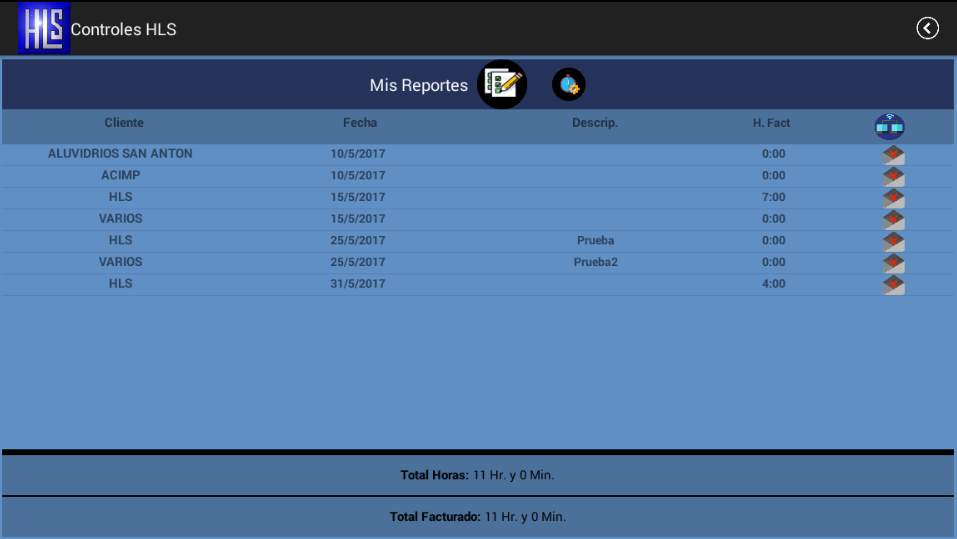 HLS Controles HLS
Mis Reportes
Cliente Fecha Descrip. H. Fact
ALUVIDRIOS SAN ANTON 10/5/2017 0:00
ACIMP 10/5/2017 0:00
HLS 15/5/2017 7:00
VARIOS 15/5/2017 0:00
HLS 25/5/2017 Prueba 0:00
VARIOS 25/5/2017 Prueba2 0:00
HLS 31/5/2017 4:00
Total Horas: 11 Hr. y 0 Min.
Total Facturado: 11 Hr. y 0 Min.